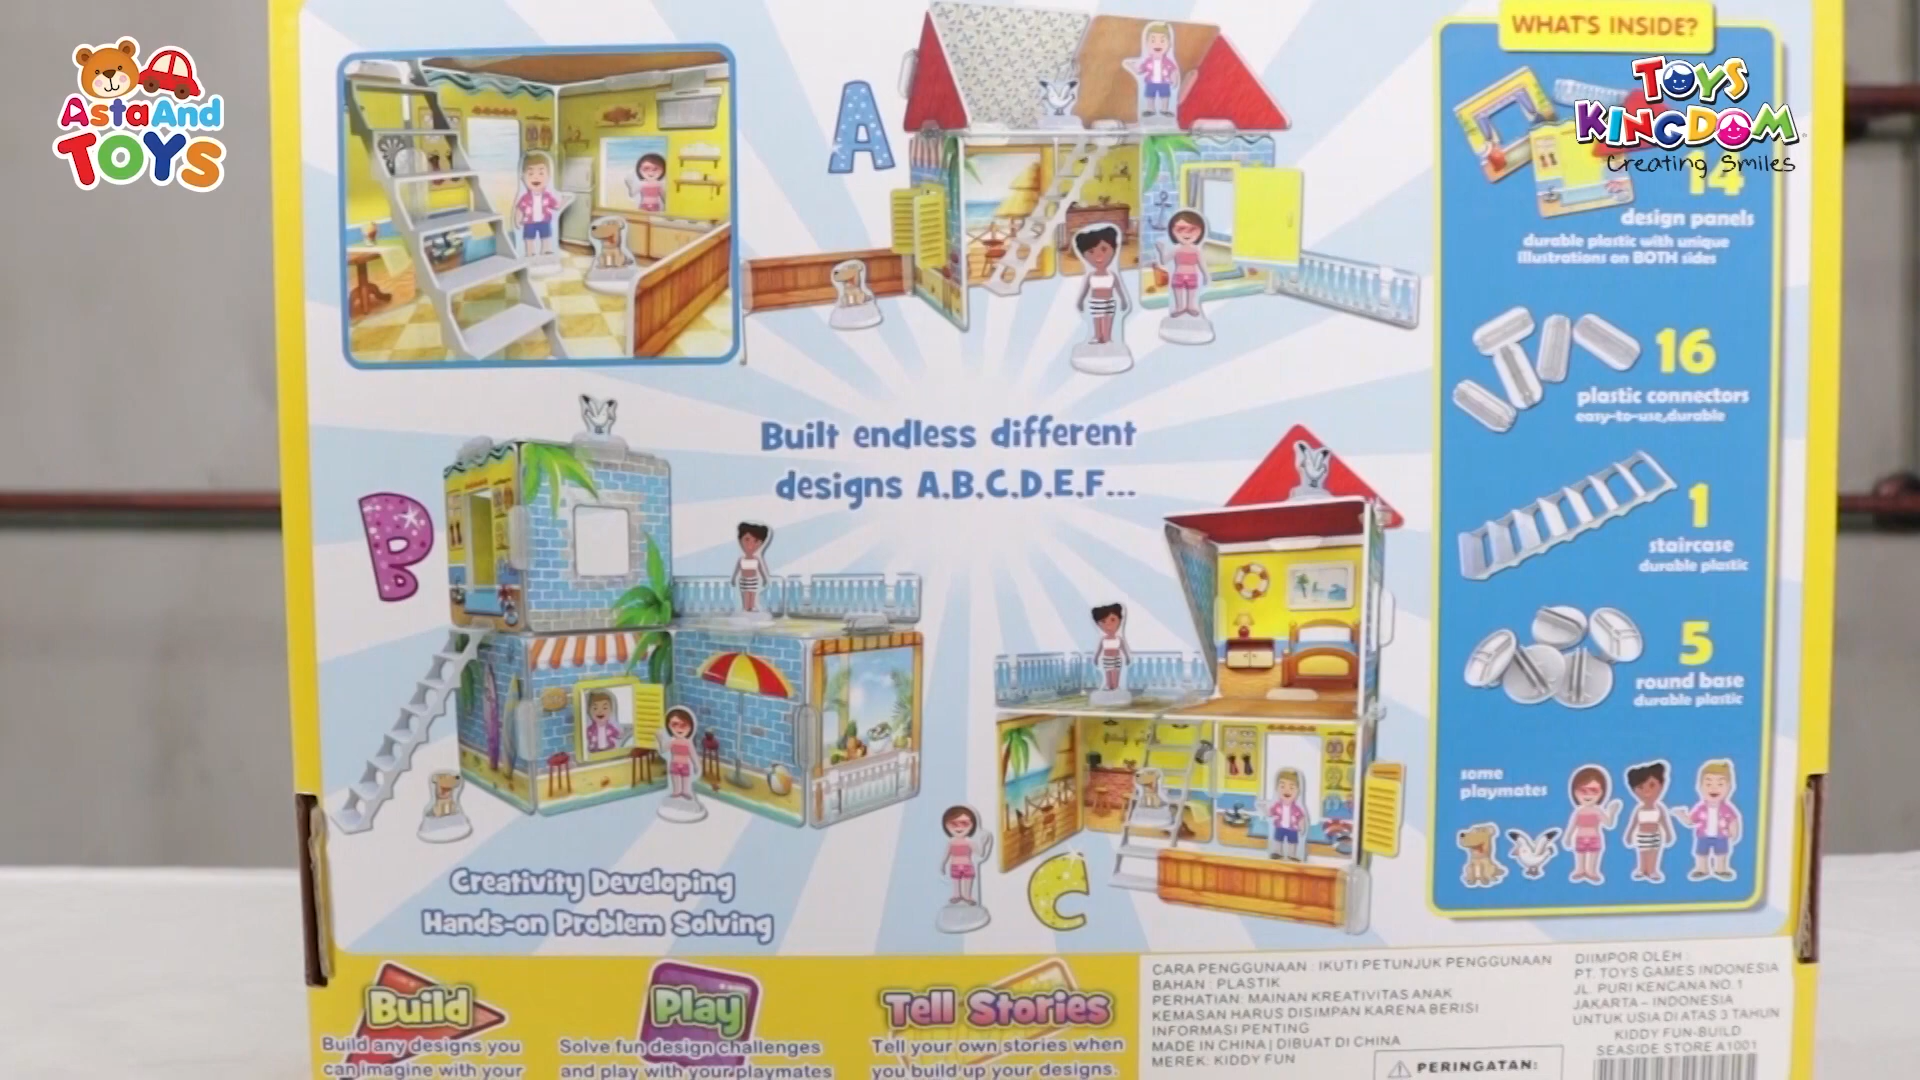 AstaAnd
TOYS
A
WHAT'S INSIDE?
TOYS
KINGDOM
Creating Smiles
14
design panels
durable plastic with unique
illustrations on BOTH sides
16
plastic connectors
easy-to-use,durable
1
staircase
durable plastic
5
round base
durable plastic
some
playmates
Built endless different
designs A.B.C.D.E.F...
B
C
Creativity Developing
Hands-on Problem Solving
Build
Build any designs you
can imagine with your
Play
Solve fun design challenges
and play with your playmates
Tell Stories
Tell your own stories when
you build up your designs.
CARA PENGGUNAAN : IKUTI PETUNJUK PENGGUNAAN
BAHAN : PLASTIK
PERHATIAN: MAINAN KREATIVITAS ANAK
KEMASAN HARUS DISIMPAN KARENA BERISI
INFORMASI PENTING
MADE IN CHINA | DIBUAT DI CHINA
MEREK: KIDDY FUN
PERINGATAN:
DIIMPOR OLEH :
PT. TOYS GAMES INDONESIA
JL. PURI KENCANA NO.1
JAKARTA - INDONESIA
UNTUK USIA DI ATAS 3 TAHUN
KIDDY FUN-BUILD
SEASIDE STORE A1001